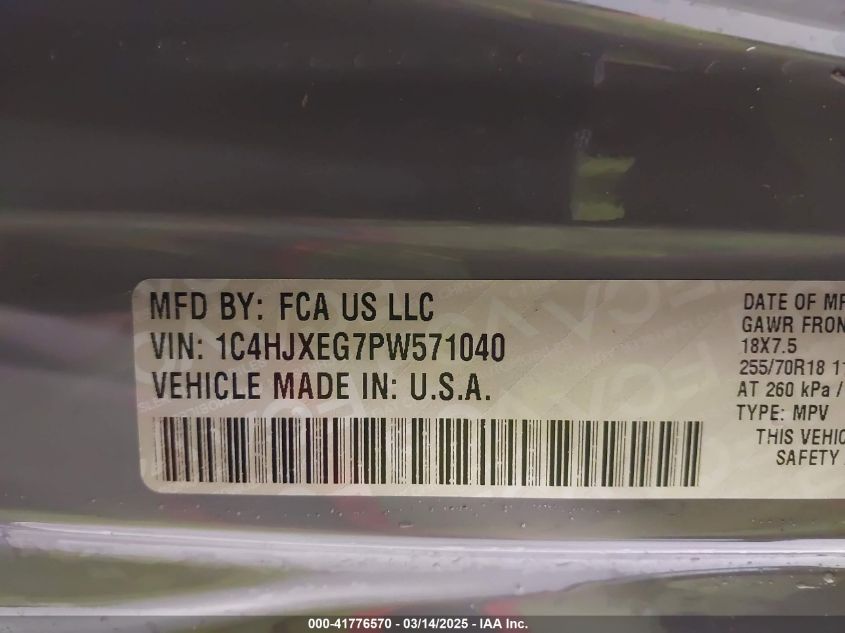 MFD BY: FCA US LLC
VIN: 1C4HJXEG7PW571040
VEHICLE MADE IN: U.S.A.
DATE OF MF
GAWR FRON
18X7.5
255/70R18 11
AT 260 kPa /
TYPE: MPV
THIS VEHIC
SAFETY
000-41776570 - 03/14/2025 - IAA Inc.